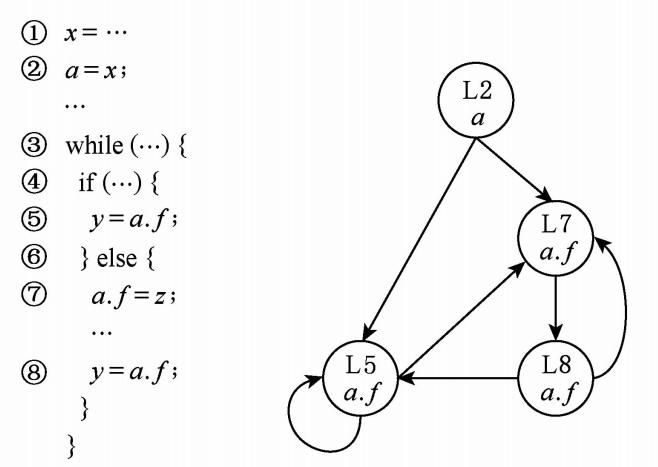 ① x= ···
② a=x;
···
③ while (···) {
④ if (···) {
⑤ y=a.f;
⑥ } else {
⑦ a.f=z;
···
⑧ y=a.f;
}
}
L2
a
L7
a.f
L5
a.f
L8
a.f